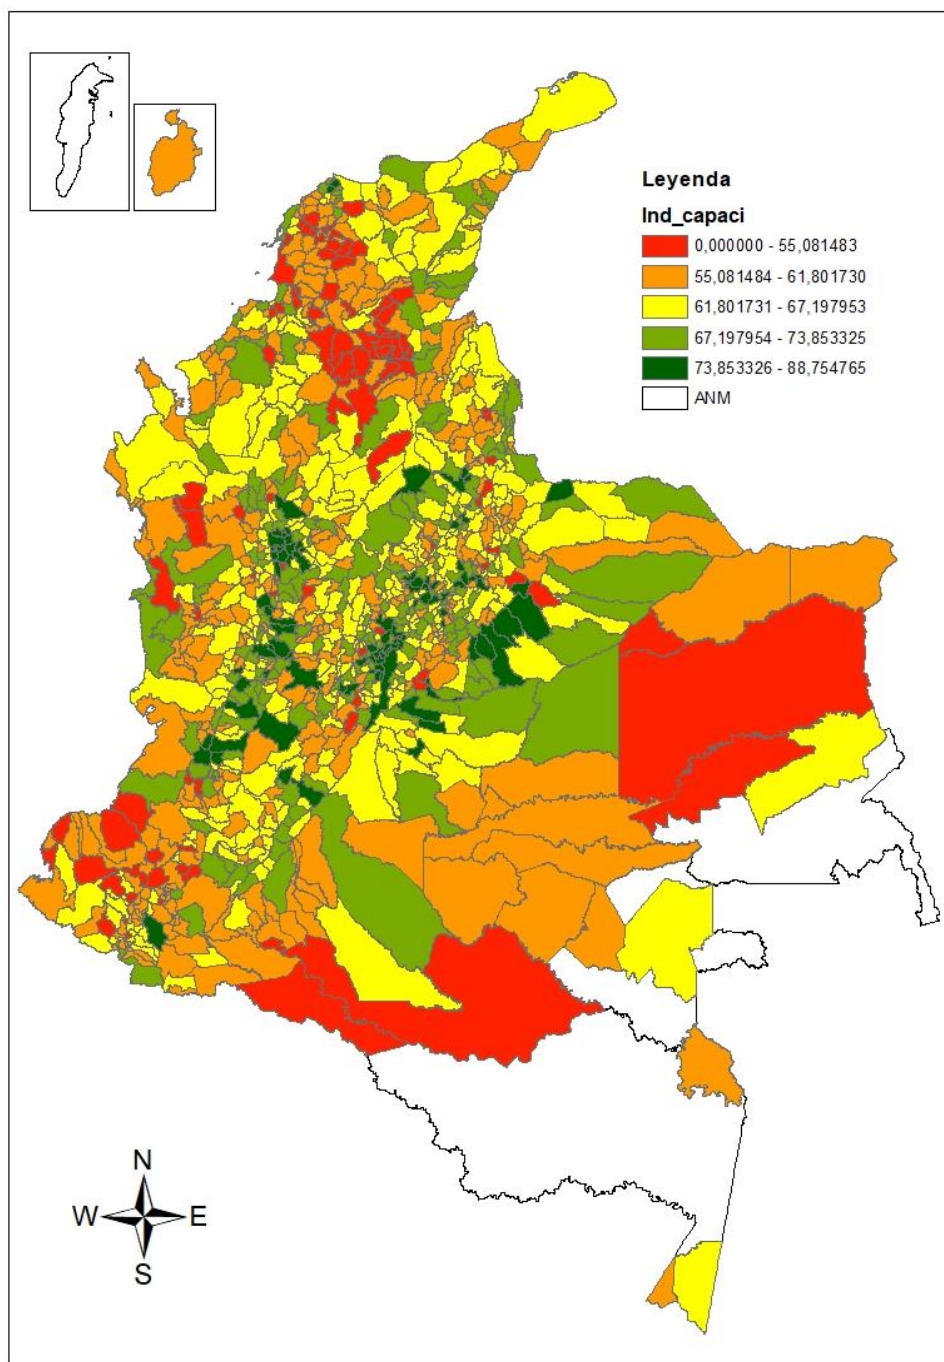 Leyenda
Ind_capaci
0,000000 - 55,081483
55,081484 - 61,801730
61,801731 - 67,197953
67,197954 - 73,853325
73,853326 - 88,754765
ANM
N
W E
S